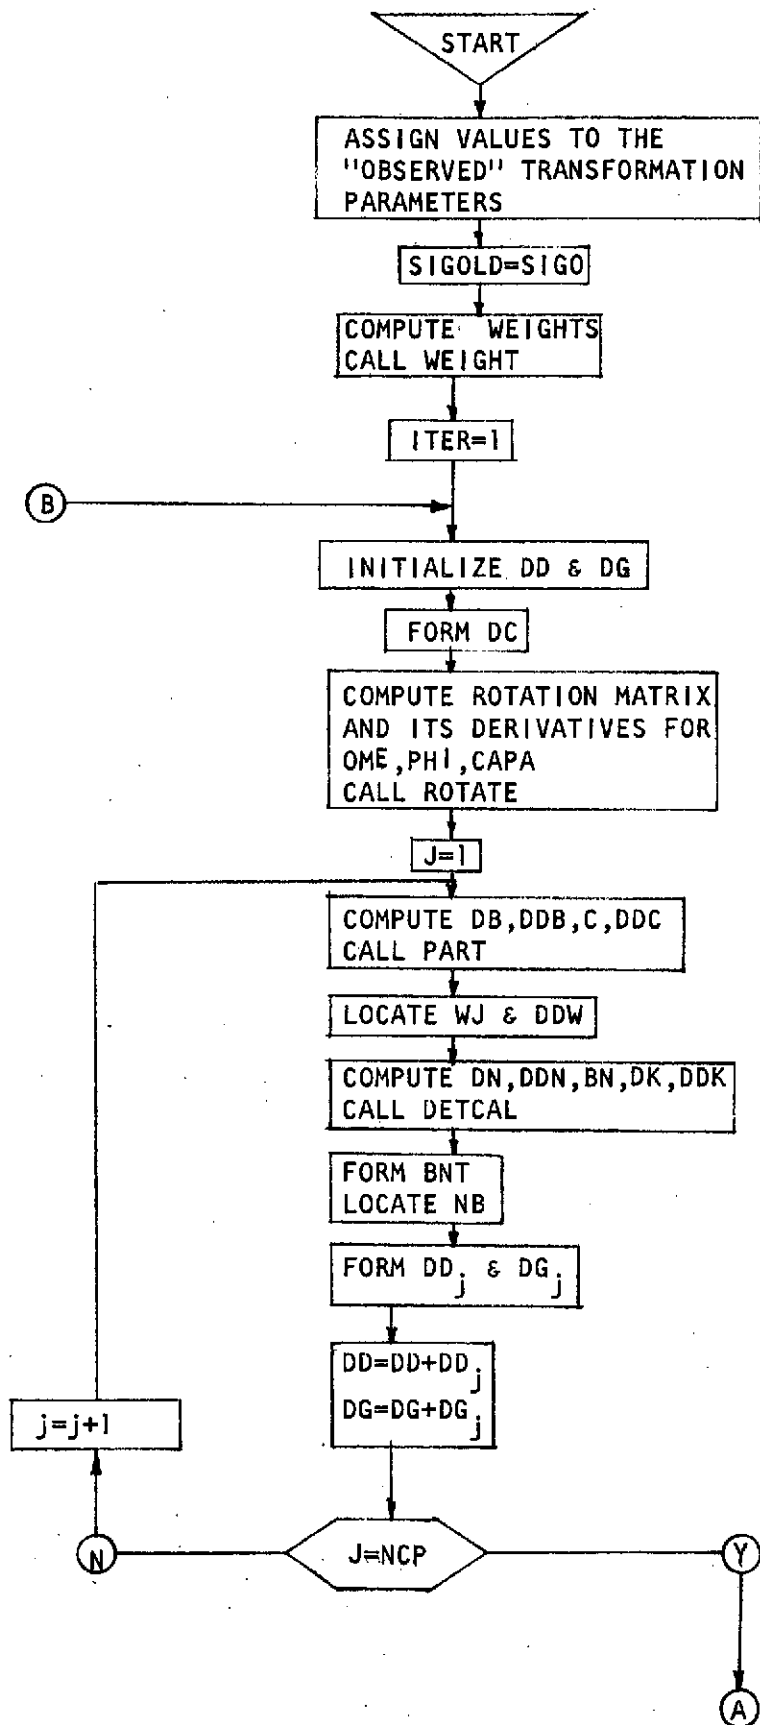 START
ASSIGN VALUES TO THE
"OBSERVED" TRANSFORMATION
PARAMETERS
SIGOLD=SIGO
COMPUTE WEIGHTS
CALL WEIGHT
ITER=1
B
INITIALIZE DD & DG
FORM DC
COMPUTE ROTATION MATRIX
AND ITS DERIVATIVES FOR
OME,PHI,CAPA
CALL ROTATE
J=1
COMPUTE DB,DDB,C,DDC
CALL PART
LOCATE WJ & DDW
COMPUTE DN,DDN,BN,DK,DDK
CALL DETCAL
FORM BNT
LOCATE NB
FORM DDj & DGj
DD=DD+DDj
DG=DG+DGj
j=j+1
N
J=NCP
Y
A